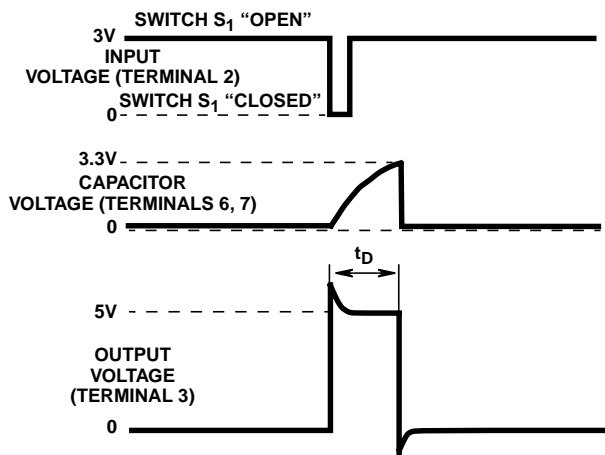 SWITCH S1 “OPEN”
3V
INPUT
VOLTAGE (TERMINAL 2)
SWITCH S1 “CLOSED”
0
3.3V
CAPACITOR
VOLTAGE (TERMINALS 6, 7)
0
tD
5V
OUTPUT
VOLTAGE
(TERMINAL 3)
0